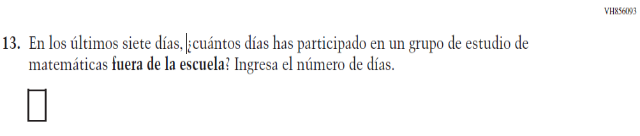 VH856093
13. En los últimos siete días, ¿cuántos días has participado en un grupo de estudio de
matemáticas fuera de la escuela? Ingresa el número de días.